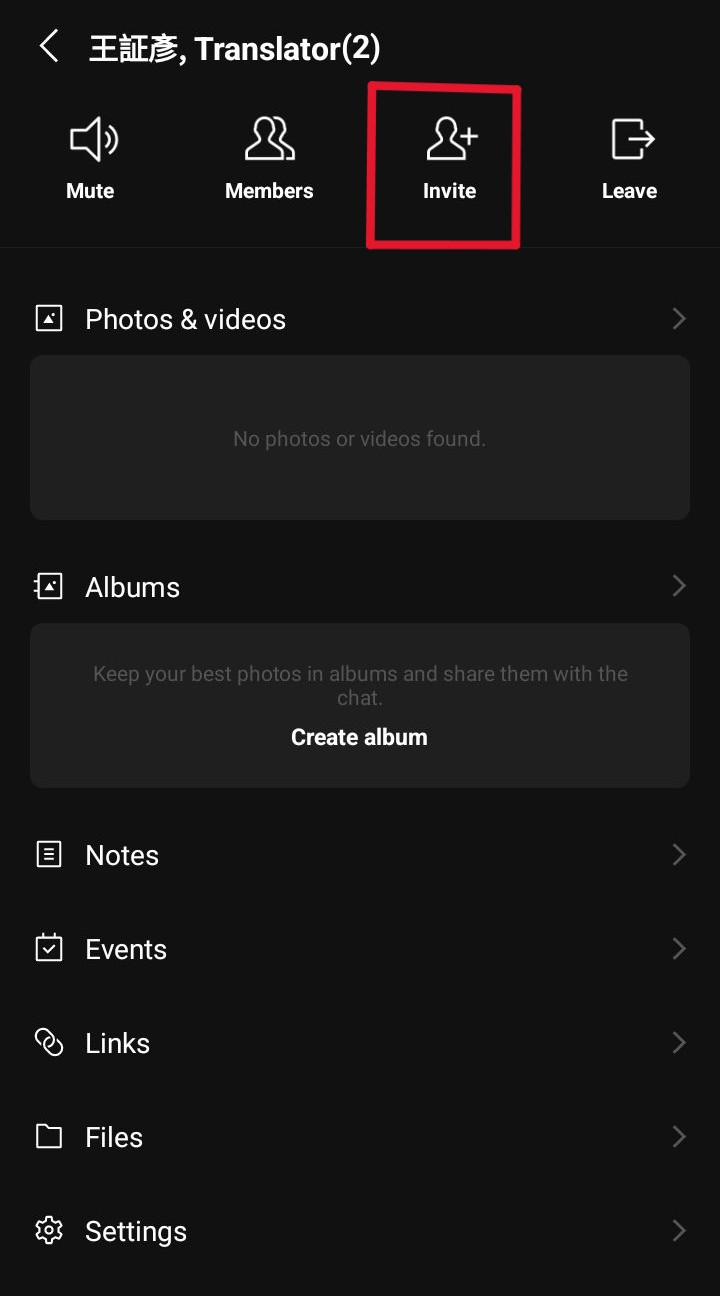 王証彥, Translator(2)
Mute
Members
Invite
Leave
Photos & videos
No photos or videos found.
Albums
Keep your best photos in albums and share them with the
chat.
Create album
Notes
Events
Links
Files
Settings